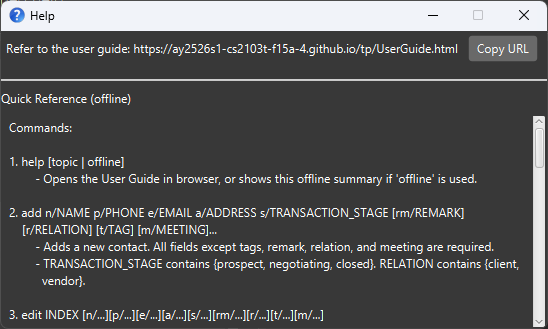 Help
Refer to the user guide: https://ay2526s1-cs2103t-f15a-4.github.io/tp/UserGuide.html
Copy URL
Quick Reference (offline)
Commands:
1. help [topic | offline]
- Opens the User Guide in browser, or shows this offline summary if 'offline' is used.
2. add n/NAME p/PHONE e/EMAIL a/ADDRESS s/TRANSACTION_STAGE [rm/REMARK]
[r/RELATION] [t/TAG] [m/MEETING]...
- Adds a new contact. All fields except tags, remark, relation, and meeting are required.
- TRANSACTION_STAGE contains {prospect, negotiating, closed}. RELATION contains {client,
vendor}.
3. edit INDEX [n/...][p/...][e/...][a/...][s/...][rm/...][r/...][t/...][m/...]